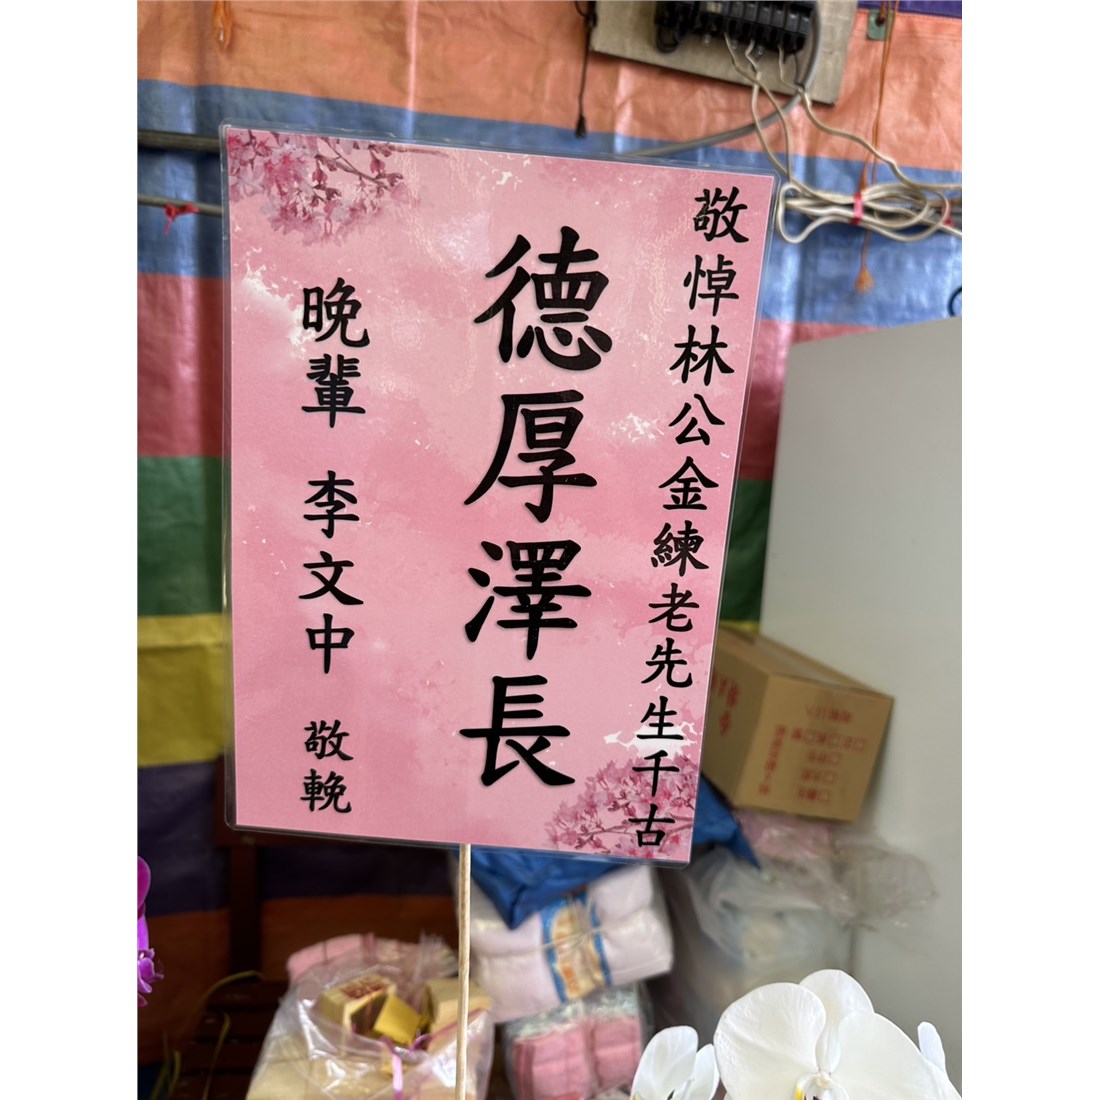 敬悼林公金練老先生千古
德厚澤長
晚輩 李文中 敬輓